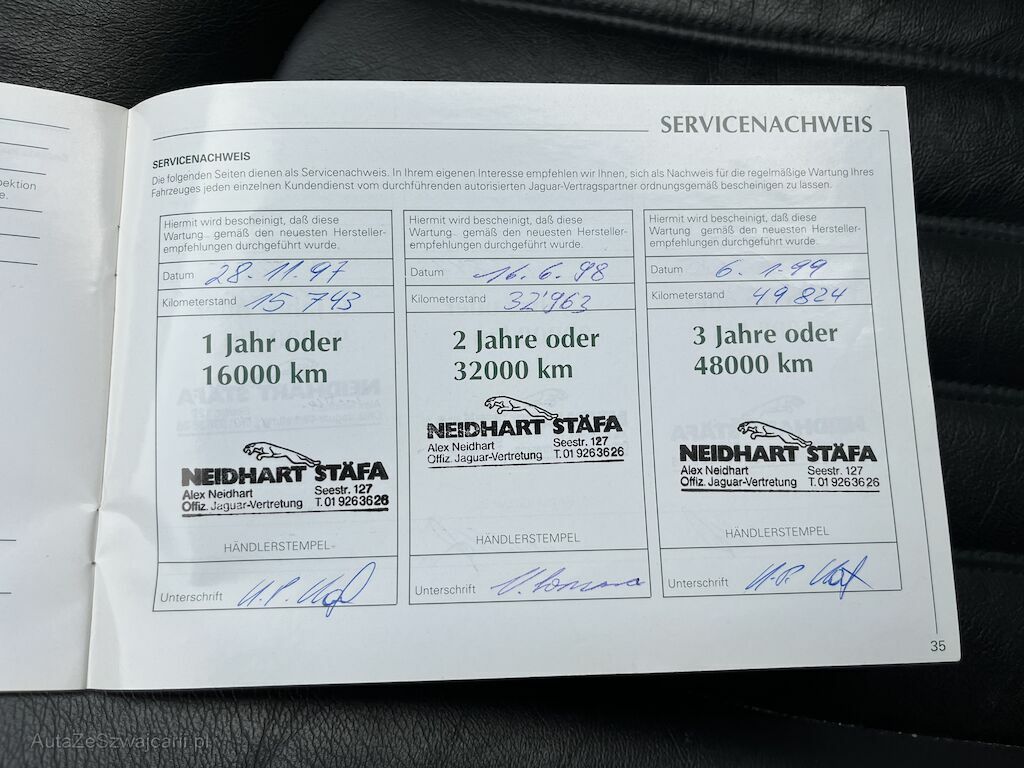 SERVICENACHWEIS
SERVICENACHWEIS
Die folgenden Seiten dienen als Servicenachweis. In Ihrem eigenen Interesse empfehlen wir Ihnen, sich als Nachweis für die regelmäßige Wartung Ihres
Fahrzeuges jeden einzelnen Kundendienst vom durchführenden autorisierten Jaguar-Vertragspartner ordnungsgemäß bescheinigen zu lassen.
Hiermit wird bescheinigt, daß diese
Wartung gemäß den neuesten Hersteller-
empfehlungen durchgeführt wurde.
Datum 28.11.97
Kilometerstand 15 743
1 Jahr oder
16000 km
NEIDHART STÄFA
Alex Neidhart Seestr. 127
Offiz. Jaguar-Vertretung T. 01 926 36 26
HÄNDLERSTEMPEL
Unterschrift
Hiermit wird bescheinigt, daß diese
Wartung gemäß den neuesten Hersteller-
empfehlungen durchgeführt wurde.
Datum 16.6.98
Kilometerstand 32'963
2 Jahre oder
32000 km
NEIDHART STÄFA
Alex Neidhart Seestr. 127
Offiz. Jaguar-Vertretung T. 01 926 36 26
HÄNDLERSTEMPEL
Unterschrift
Hiermit wird bescheinigt, daß diese
Wartung gemäß den neuesten Hersteller-
empfehlungen durchgeführt wurde.
Datum 6.1.99
Kilometerstand 49 824
3 Jahre oder
48000 km
NEIDHART STÄFA
Alex Neidhart Seestr. 127
Offiz. Jaguar-Vertretung T. 01 926 36 26
HÄNDLERSTEMPEL
Unterschrift
35
AutaZeSzwajcarii.pl